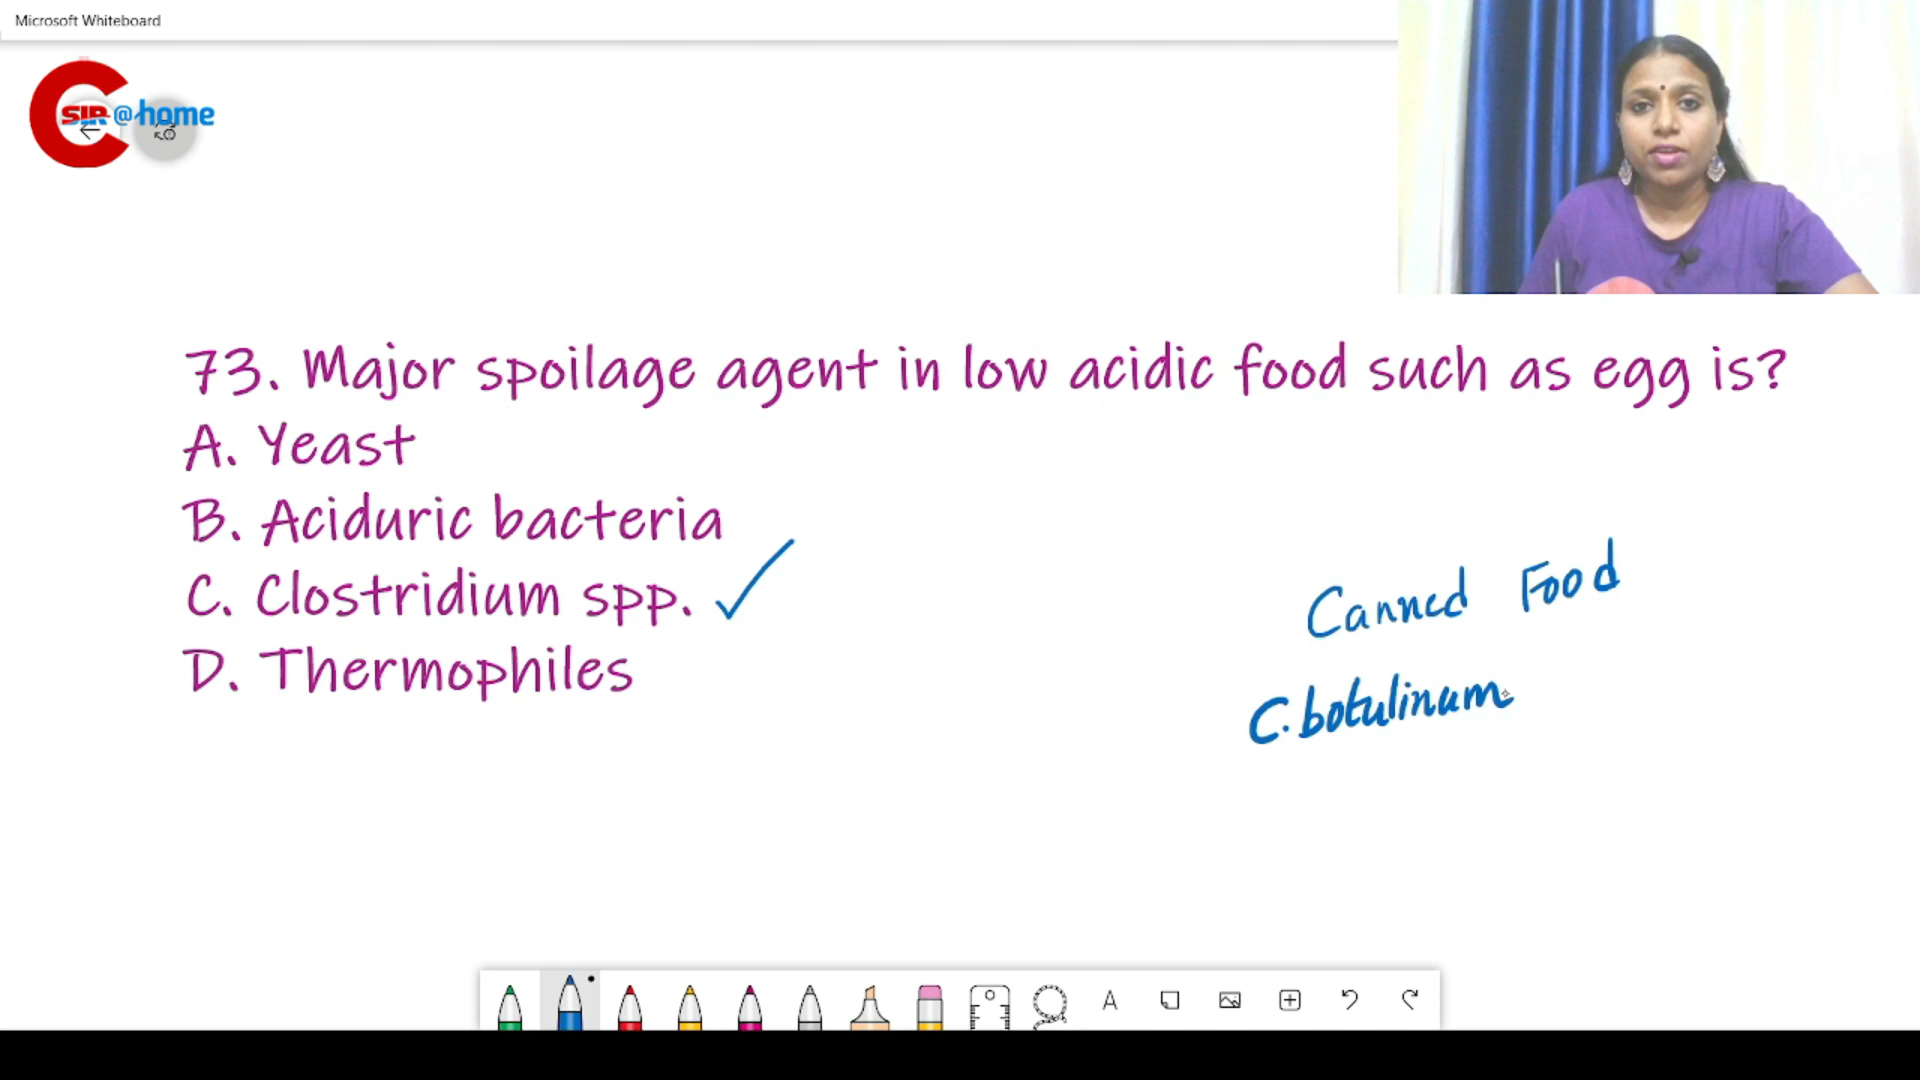 Microsoft Whiteboard
CSIR@home
73. Major spoilage agent in low acidic food such as egg is?
A. Yeast
B. Aciduric bacteria
C. Clostridium spp.
D. Thermophiles
Canned Food
C. botulinum